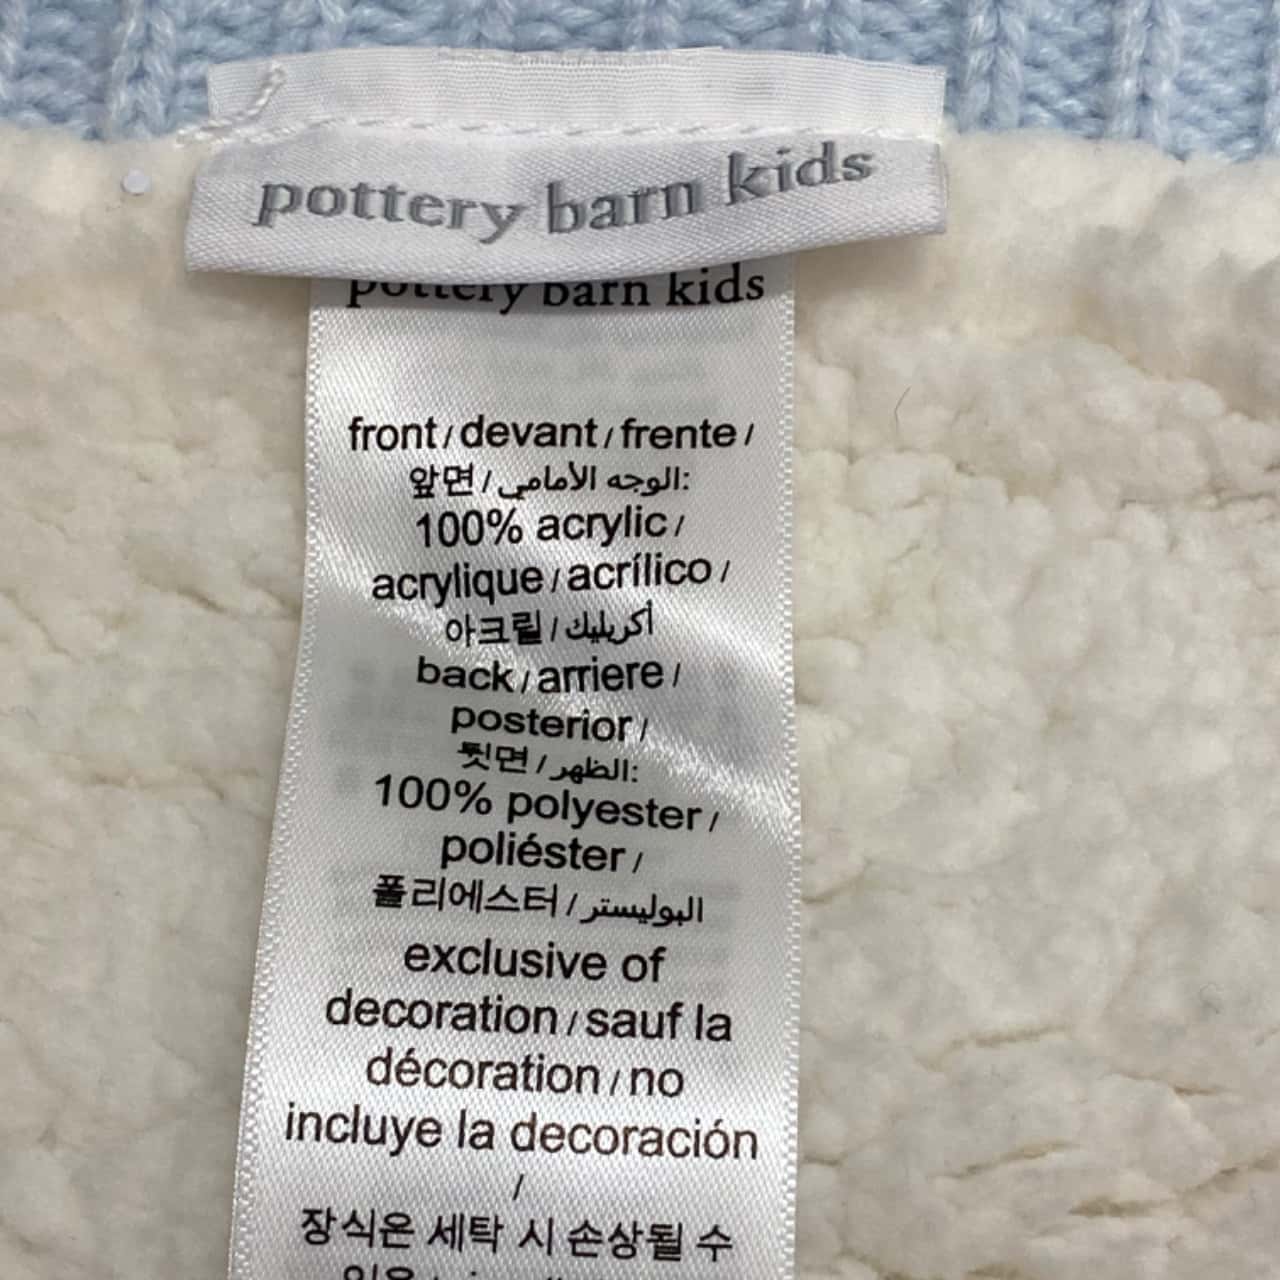 pottery barn kids
pottery barn kids
front / devant / frente /
앞면 / الوجه الأمامي:
100% acrylic /
acrylique / acrílico /
아크릴 / أكريليك
back / arriere /
posterior /
뒷면 / الظهر:
100% polyester /
poliéster /
폴리에스터 / البوليستر
exclusive of
decoration / sauf la
décoration / no
incluye la decoración
/
장식은 세탁 시 손상될 수